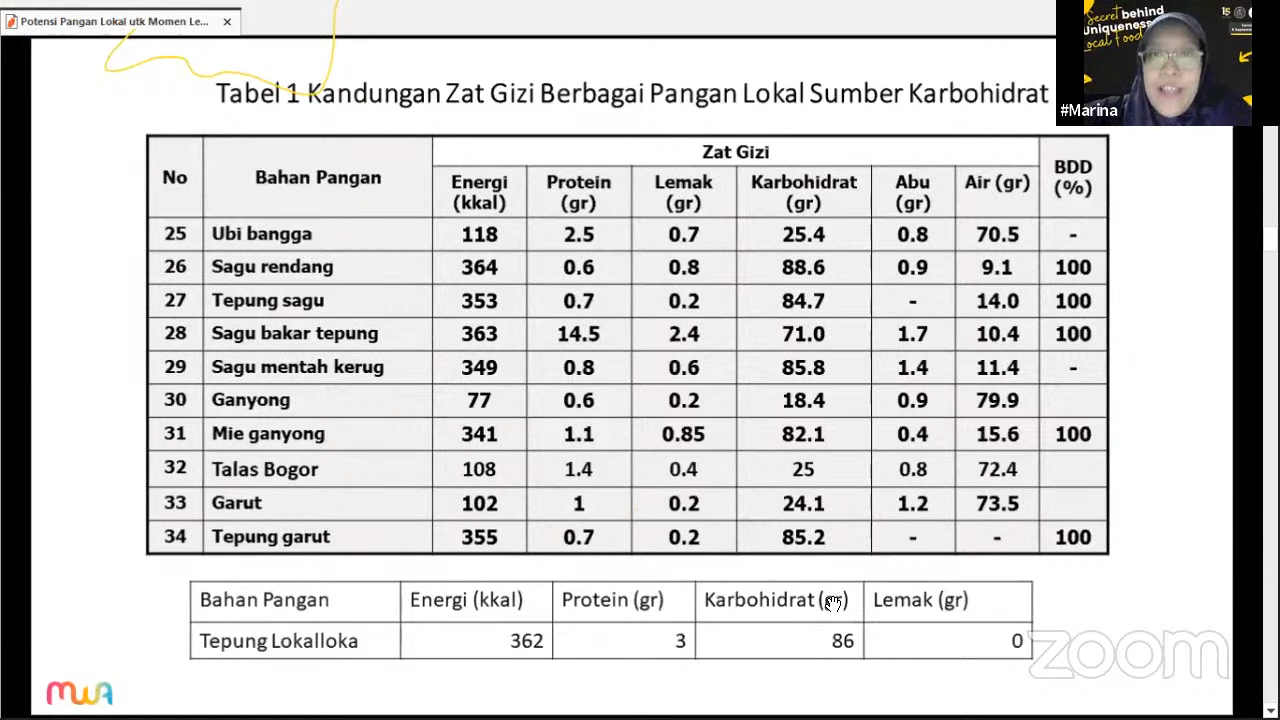 Potensi Pangan Lokal utk Momen Le...
Secret behind
uniqueness
Local Food
15
#Marina
Tabel 1 Kandungan Zat Gizi Berbagai Pangan Lokal Sumber Karbohidrat
No Bahan Pangan Zat Gizi BDD (%)
Energi (kkal) Protein (gr) Lemak (gr) Karbohidrat (gr) Abu (gr) Air (gr)
25 Ubi bangga 118 2.5 0.7 25.4 0.8 70.5 -
26 Sagu rendang 364 0.6 0.8 88.6 0.9 9.1 100
27 Tepung sagu 353 0.7 0.2 84.7 - 14.0 100
28 Sagu bakar tepung 363 14.5 2.4 71.0 1.7 10.4 100
29 Sagu mentah kerug 349 0.8 0.6 85.8 1.4 11.4 -
30 Ganyong 77 0.6 0.2 18.4 0.9 79.9
31 Mie ganyong 341 1.1 0.85 82.1 0.4 15.6 100
32 Talas Bogor 108 1.4 0.4 25 0.8 72.4
33 Garut 102 1 0.2 24.1 1.2 73.5
34 Tepung garut 355 0.7 0.2 85.2 - - 100
Bahan Pangan Energi (kkal) Protein (gr) Karbohidrat (gr) Lemak (gr)
Tepung Lokalloka 362 3 86 0
zoom
MWA